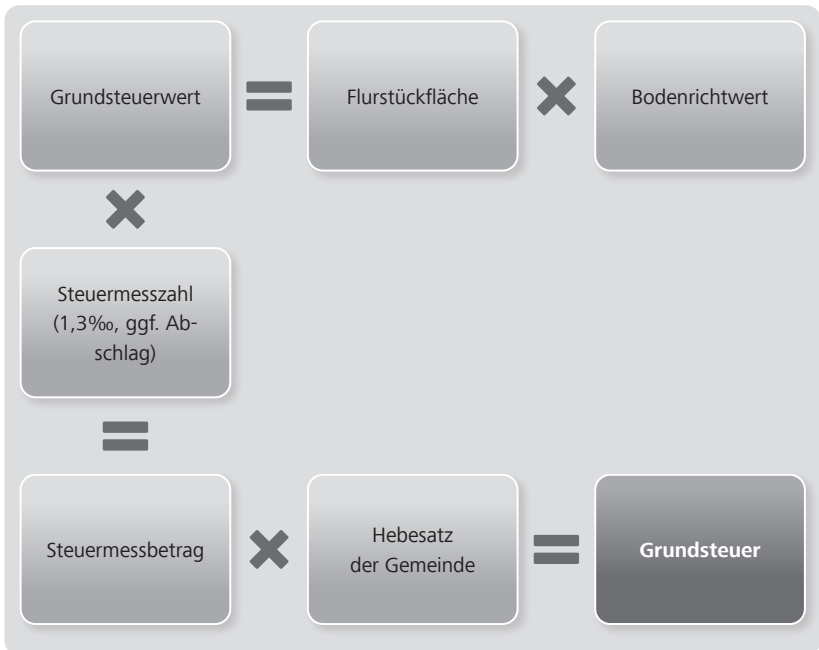 Grundsteuerwert
Flurstückfläche
Bodenrichtwert
Steuermesszahl
(1,3‰, ggf. Ab-
schlag)
Steuermessbetrag
Hebesatz
der Gemeinde
Grundsteuer